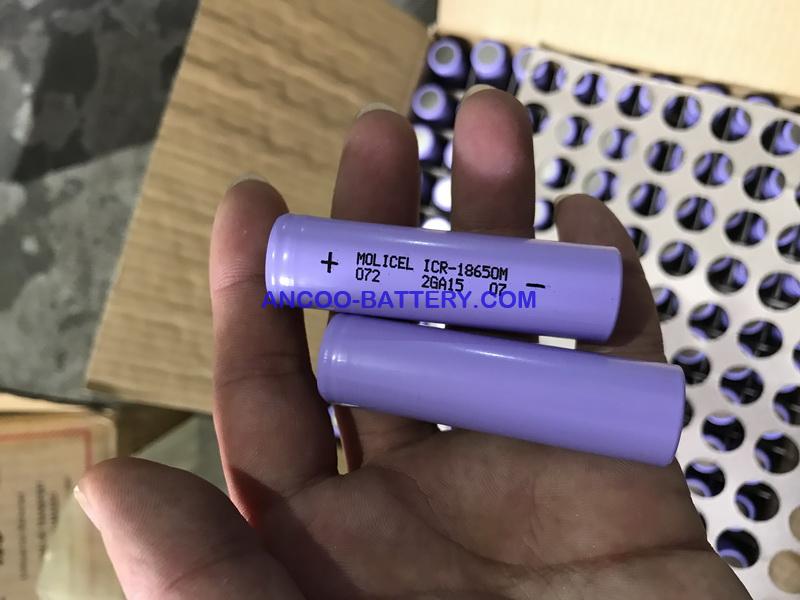 + MOLICEL ICR-18650M
072 2GA15 07 -
ANCOO-BATTERY.COM